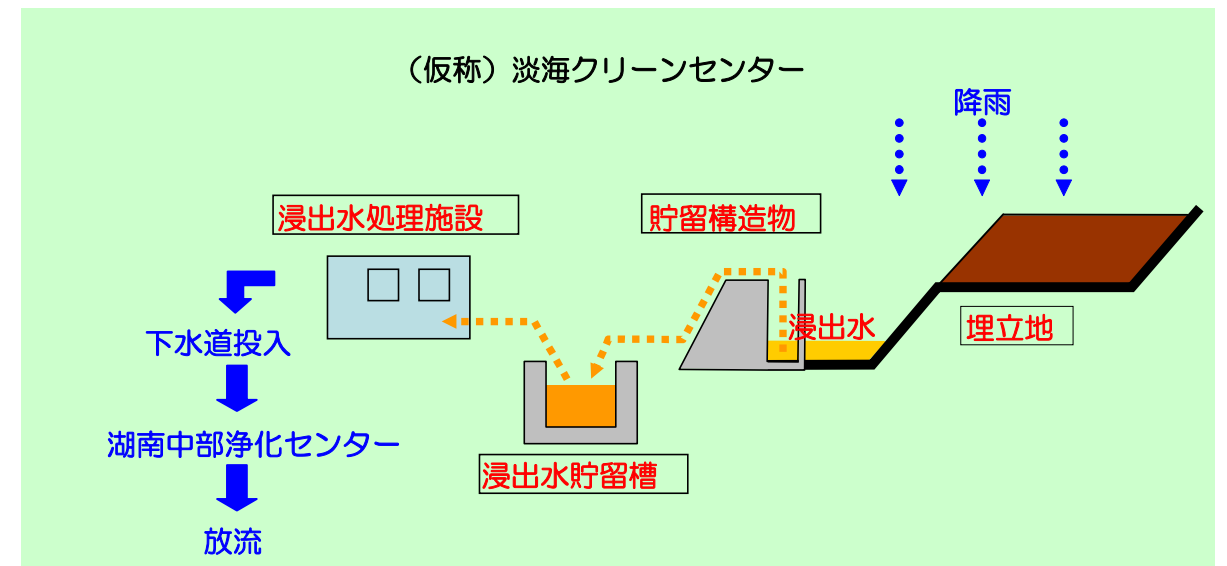 （仮称）淡海クリーンセンター
降雨
浸出水処理施設
貯留構造物
浸出水
埋立地
下水道投入
湖南中部浄化センター
浸出水貯留槽
放流